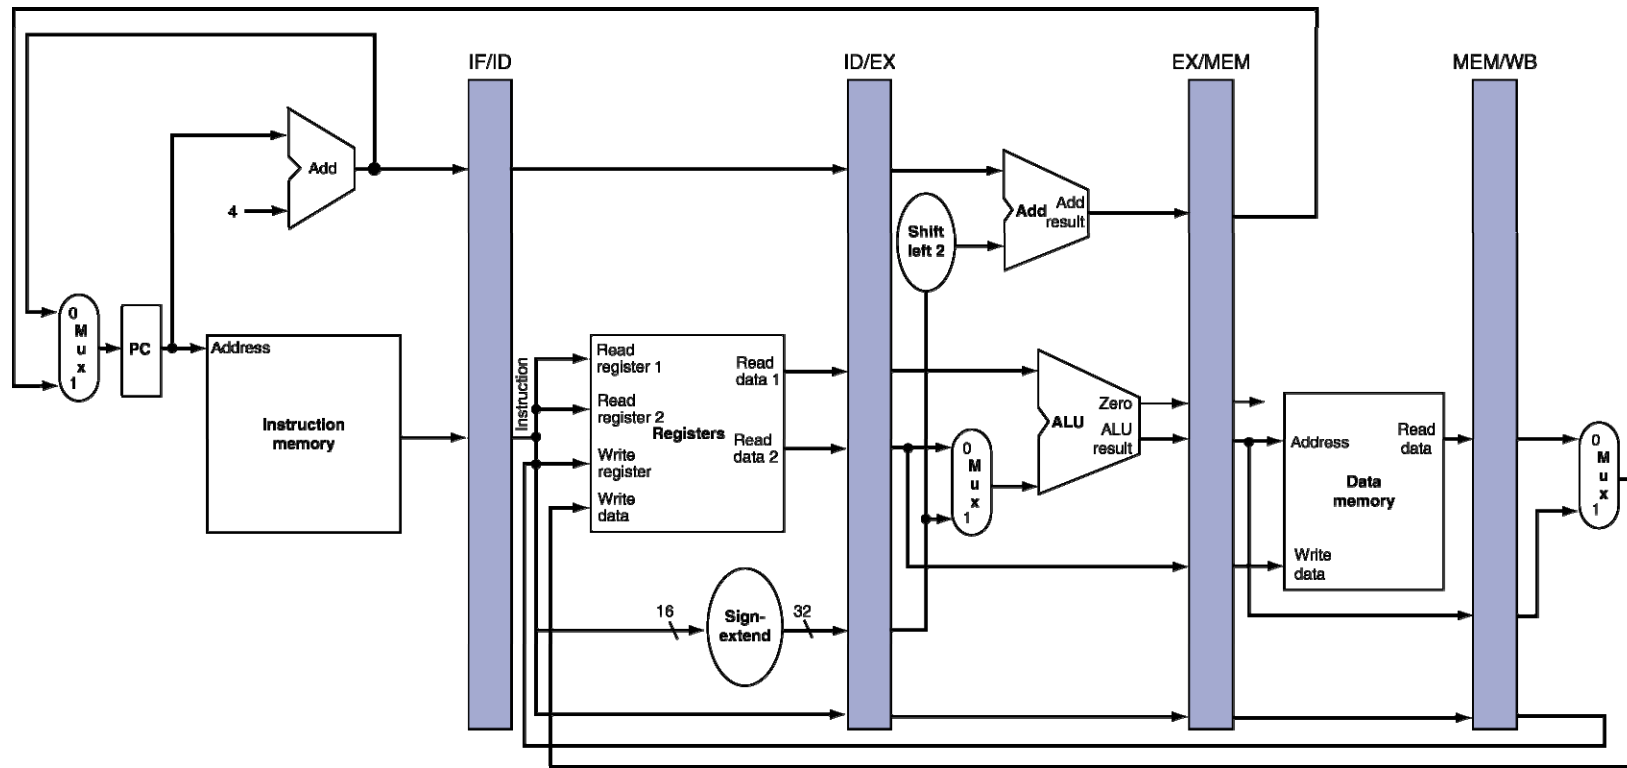 IF/ID
ID/EX
EX/MEM
MEM/WB
Add
4
Shift
left 2
Add
Add
result
0
M
u
x
1
PC
Address
Instruction
memory
Instruction
Read
register 1
Read
register 2
Write
register
Write
data
Registers
Read
data 1
Read
data 2
16
Sign-
extend
32
0
M
u
x
1
Zero
ALU
ALU
result
Address
Read
data
Data
memory
Write
data
0
M
u
x
1